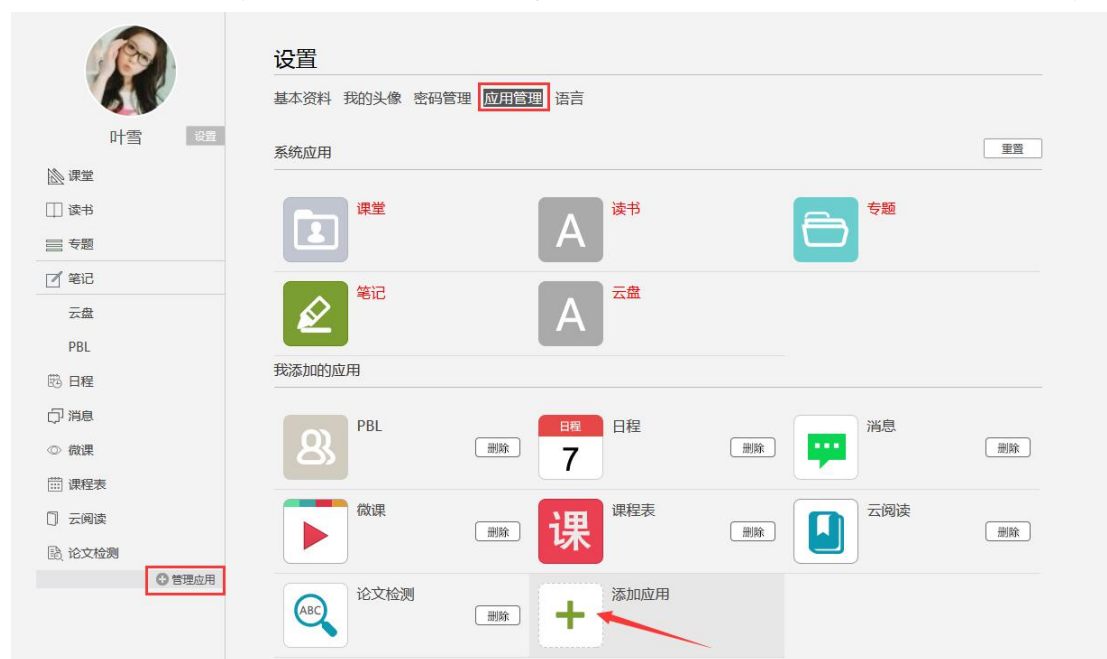 设置
基本资料 我的头像 密码管理 应用管理 语言
叶雪 设置
课堂
读书
专题
笔记
云盘
PBL
日程
消息
微课
课程表
云阅读
论文检测
管理应用
系统应用 重置
课堂 A 读书 专题
笔记 A 云盘
我添加的应用
PBL 删除 日程 7 日程 删除 消息 删除
微课 删除 课 课程表 删除 云阅读 删除
ABC 论文检测 删除 添加应用